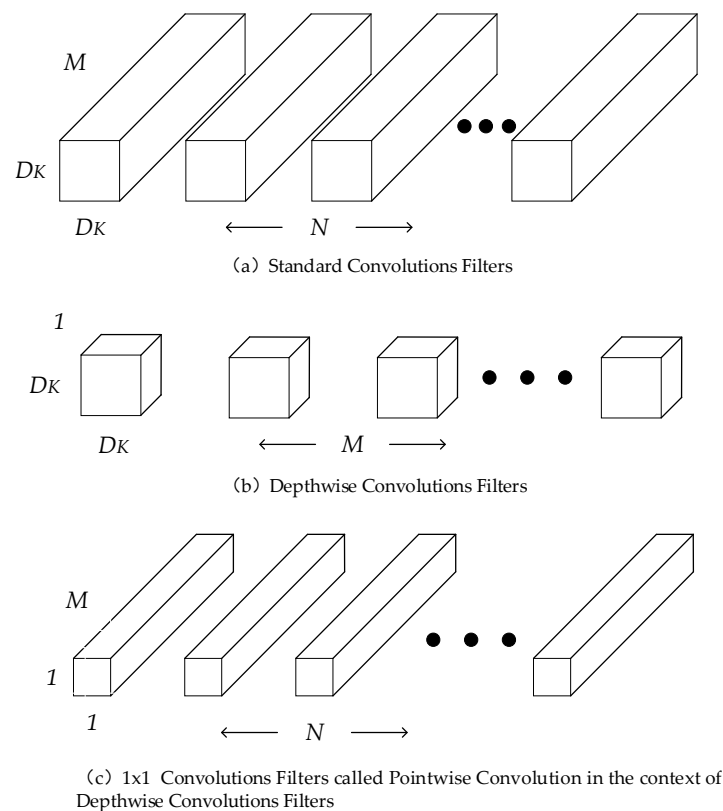 M
DK
DK
N
（a）Standard Convolutions Filters
1
DK
DK
M
（b）Depthwise Convolutions Filters
M
1
1
N
（c）1x1 Convolutions Filters called Pointwise Convolution in the context of
Depthwise Convolutions Filters